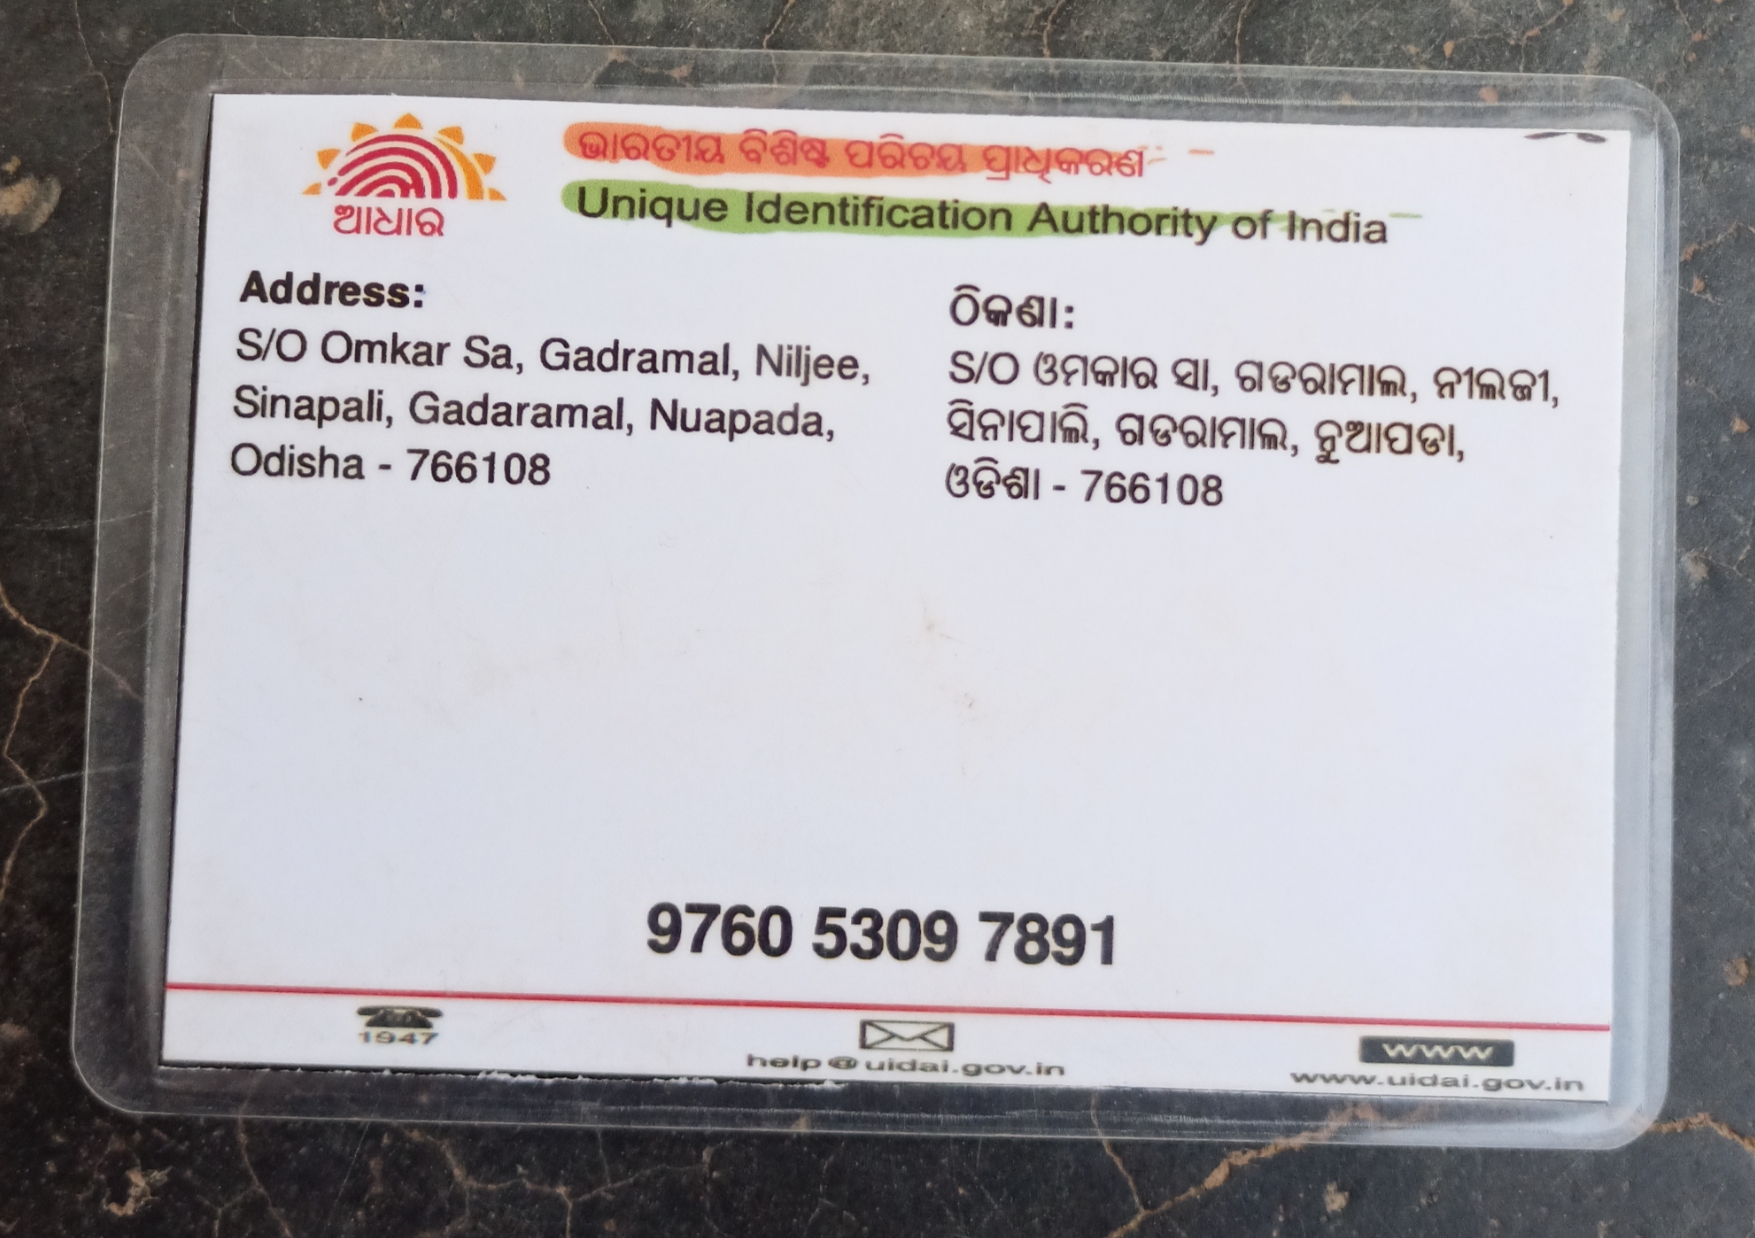 ଭାରତୀୟ ବିଶିଷ୍ଟ ପରିଚୟ ପ୍ରାଧିକରଣ
Unique Identification Authority of India
ଆଧାର
Address:
S/O Omkar Sa, Gadramal, Niljee,
Sinapali, Gadaramal, Nuapada,
Odisha - 766108
ଠିକଣା:
S/O ଓମକାର ସା, ଗଡରାମାଲ, ନୀଲଜୀ,
ସିନାପାଲି, ଗଡରାମାଲ, ନୁଆପଡା,
ଓଡିଶା - 766108
9760 5309 7891
1947
help@uidai.gov.in
www
www.uidai.gov.in